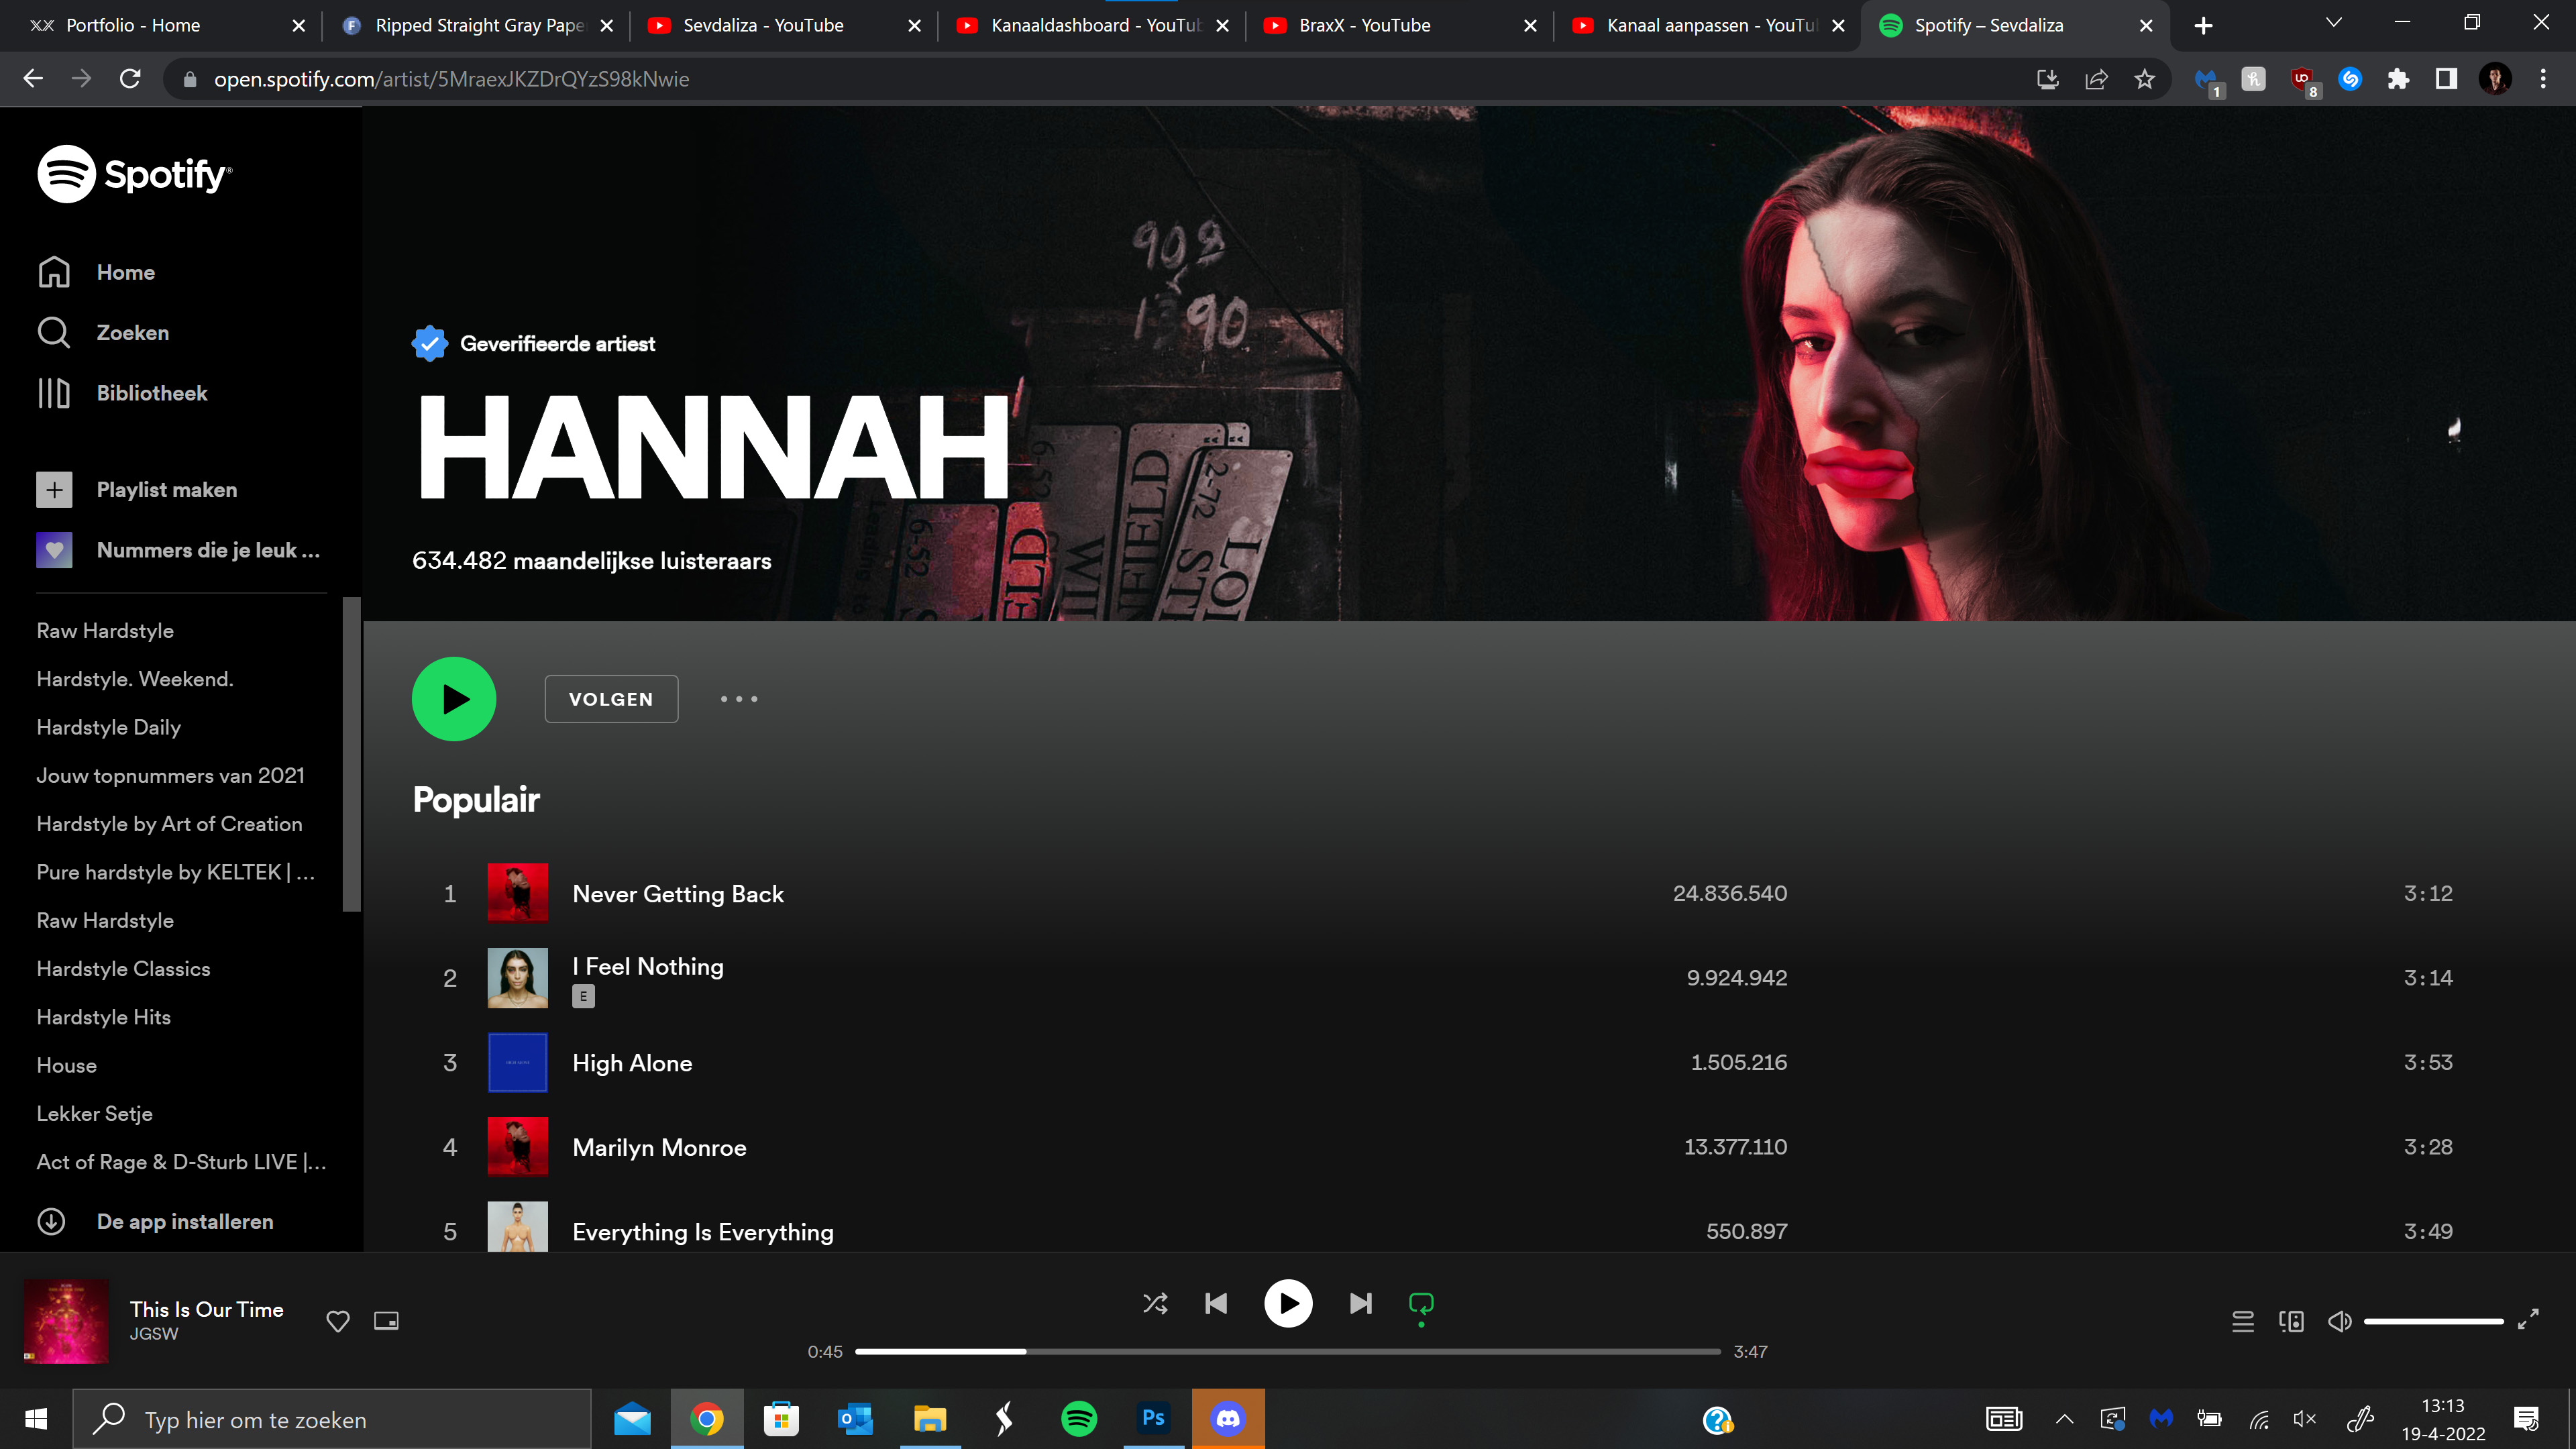 Portfolio - Home
Ripped Straight Gray Pape
Sevdaliza - YouTube
Kanaaldashboard - YouTub
BraxX - YouTube
Kanaal aanpassen - YouTu
Spotify – Sevdaliza
open.spotify.com/artist/5MraexJKZDrQYzS98kNwie
1
8
Spotify
Home
Zoeken
Bibliotheek
Playlist maken
Nummers die je leuk ...
Raw Hardstyle
Hardstyle. Weekend.
Hardstyle Daily
Jouw topnummers van 2021
Hardstyle by Art of Creation
Pure hardstyle by KELTEK | ...
Raw Hardstyle
Hardstyle Classics
Hardstyle Hits
House
Lekker Setje
Act of Rage & D-Sturb LIVE |...
De app installeren
Geverifieerde artiest
HANNAH
634.482 maandelijkse luisteraars
VOLGEN
Populair
1 Never Getting Back 24.836.540 3:12
2 I Feel Nothing 9.924.942 3:14
E
3 High Alone 1.505.216 3:53
4 Marilyn Monroe 13.377.110 3:28
5 Everything Is Everything 550.897 3:49
This Is Our Time
JGSW
0:45
3:47
Typ hier om te zoeken
Ps
13:13
19-4-2022